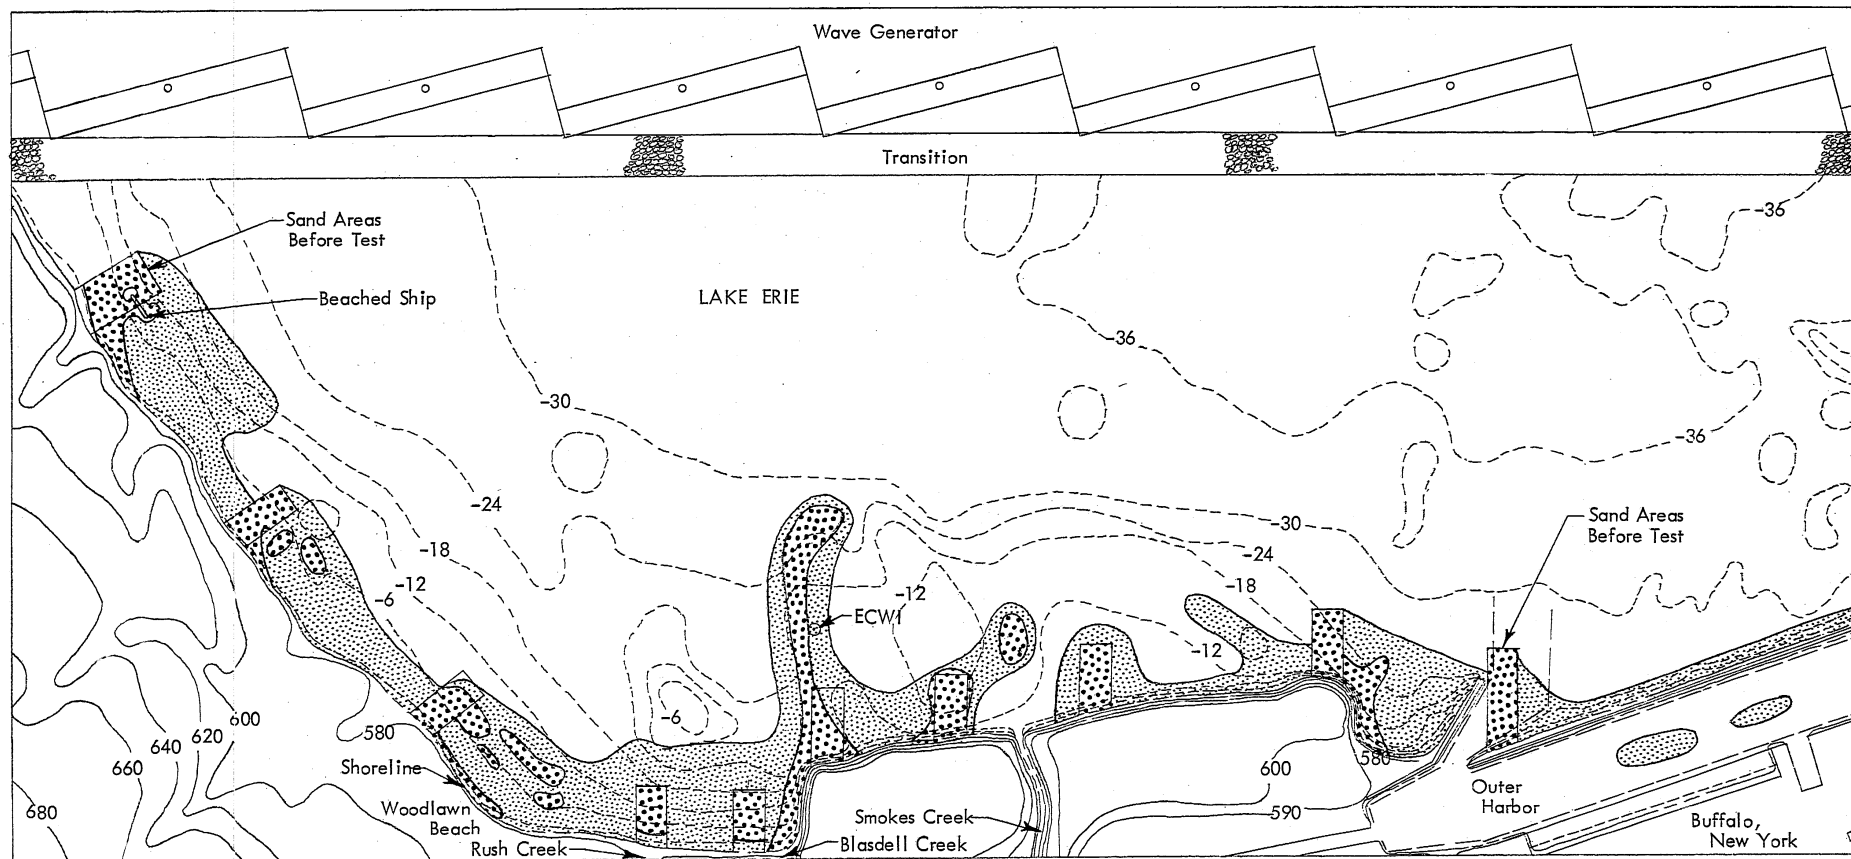 Wave Generator
Transition
-36
Sand Areas
Before Test
Beached Ship
LAKE ERIE
-36
-30
-36
-24
-30
Sand Areas
Before Test
-18
-24
-12
-6
-12
-18
ECWI
-12
-6
600
620
640
660
580
680
Shoreline
Woodlawn
Beach
Rush Creek
Smokes Creek
Blasdell Creek
580
600
590
Outer
Harbor
Buffalo,
New York